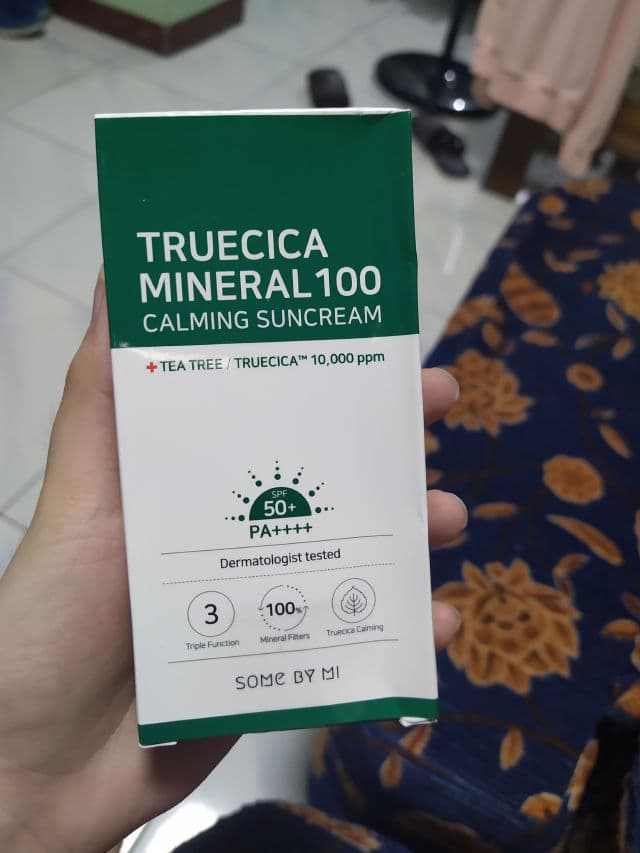 TRUECICA
MINERAL 100
CALMING SUNCREAM
+ TEA TREE / TRUECICA™ 10,000 ppm
SPF
50+
PA++++
Dermatologist tested
3
100%
Triple Function
Mineral Filters
Truecica Calming
SOME BY MI